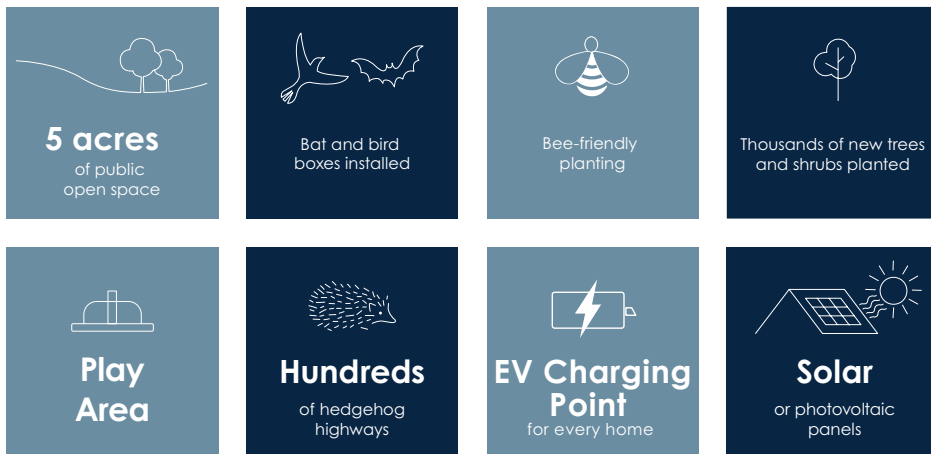 5 acres
of public
open space
Bat and bird
boxes installed
Bee-friendly
planting
Thousands of new trees
and shrubs planted
Play
Area
Hundreds
of hedgehog
highways
EV Charging
Point
for every home
Solar
or photovoltaic
panels